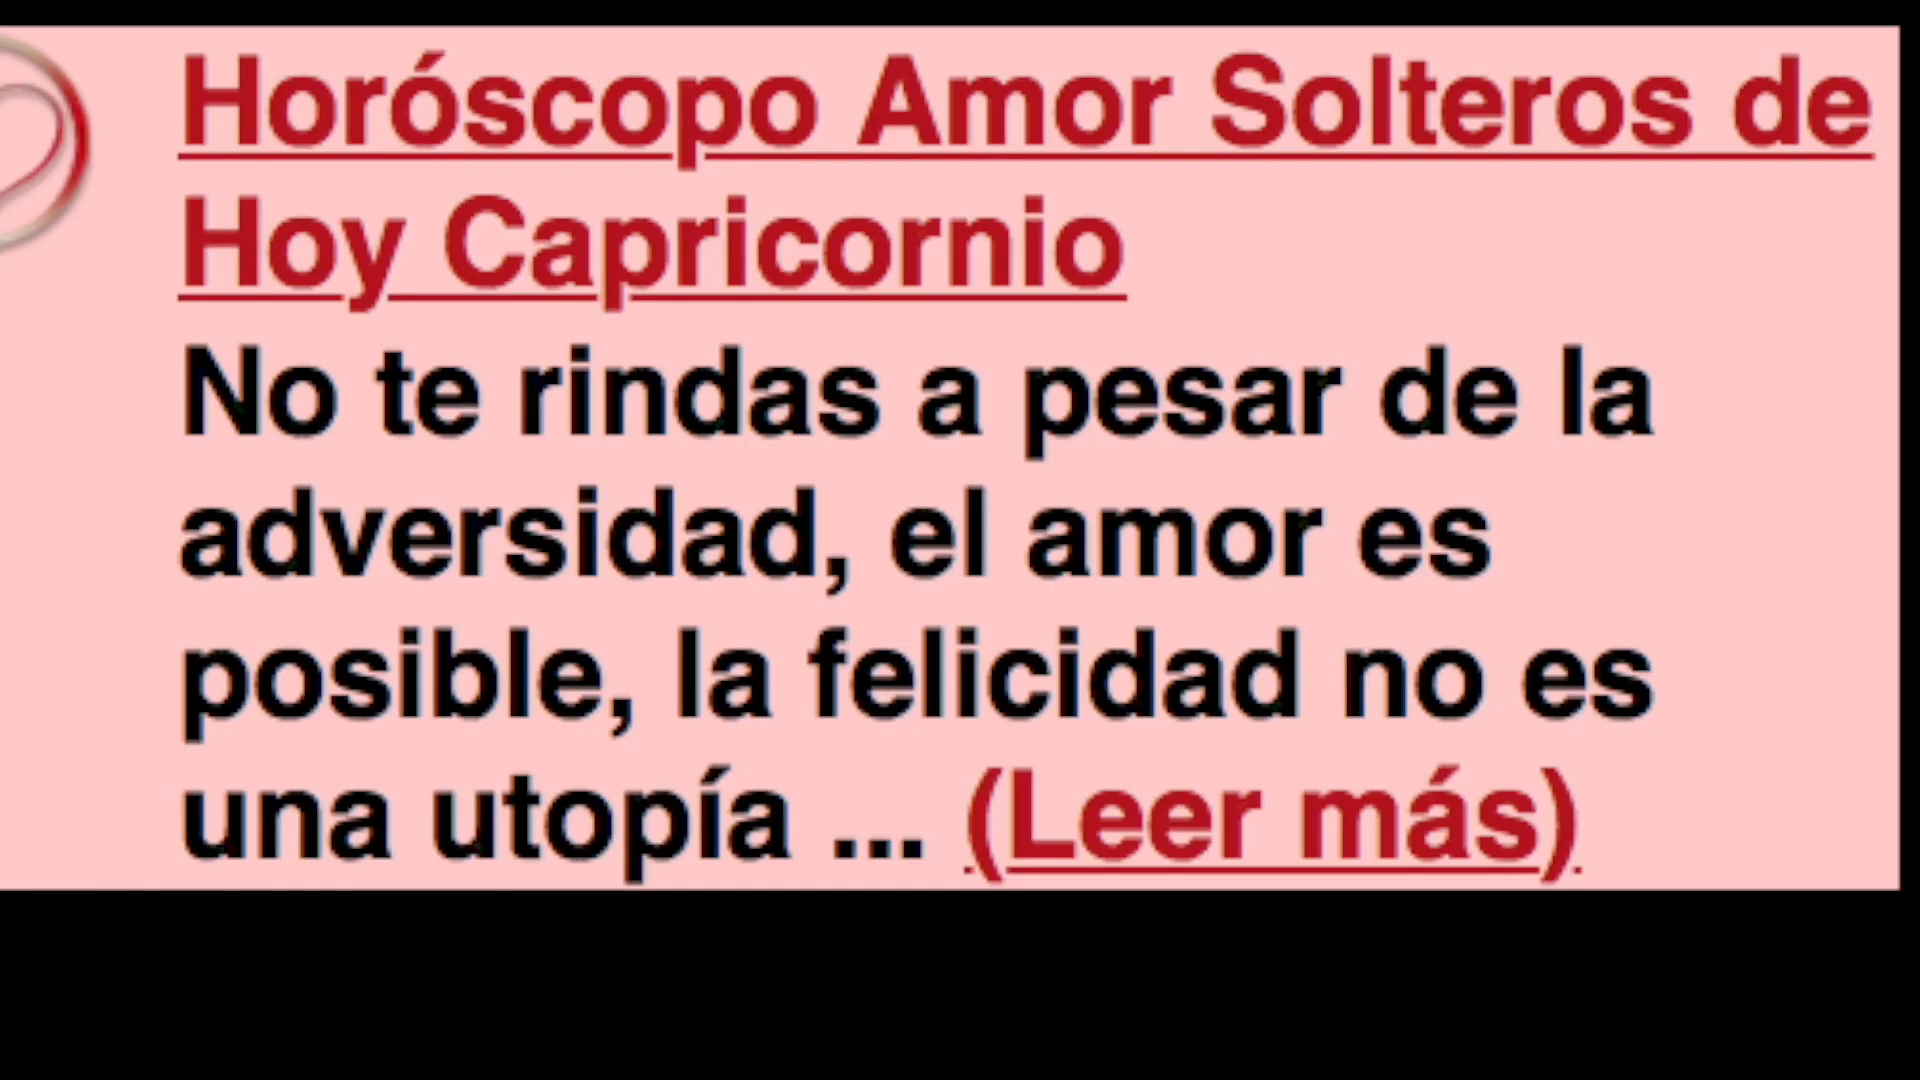 Horóscopo Amor Solteros de
Hoy Capricornio
No te rindas a pesar de la
adversidad, el amor es
posible, la felicidad no es
una utopía ... (Leer más)